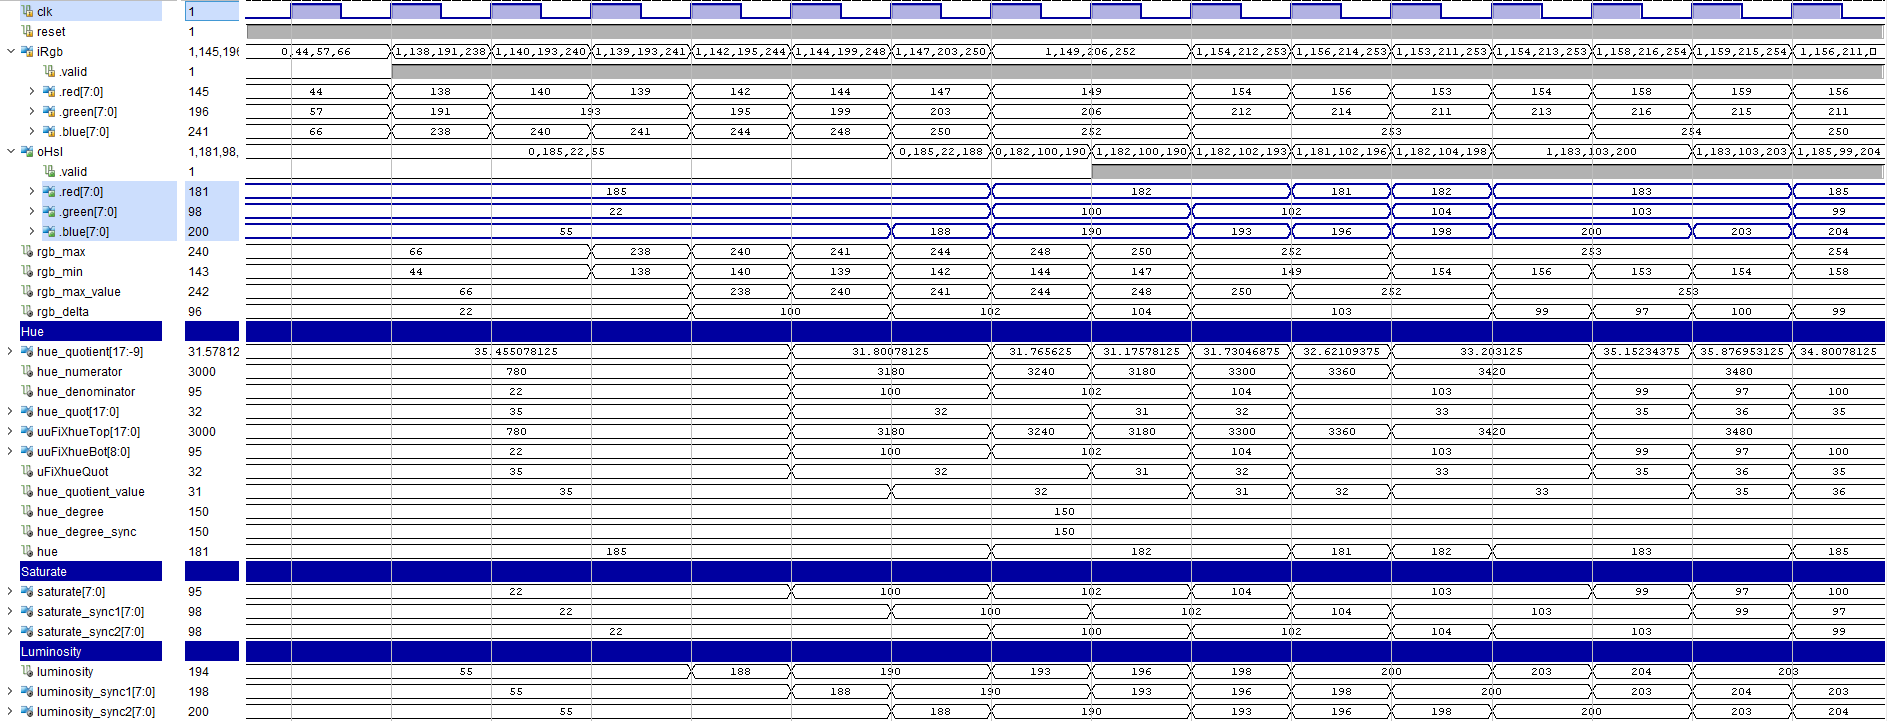 clk 1
reset 1
iRgb 1,145,196 0,44,57,66 1,138,191,238 1,140,193,240 1,139,193,241 1,142,195,244 1,144,199,248 1,147,203,250 1,149,206,252 1,154,212,253 1,156,214,253 1,153,211,253 1,154,213,253 1,158,216,254 1,159,215,254 1,156,211,
.valid 1
.red[7:0] 145 44 138 140 139 142 144 147 149 154 156 153 154 158 159 156
.green[7:0] 196 57 191 193 195 199 203 206 212 214 211 213 216 215 211
.blue[7:0] 241 66 238 240 241 244 248 250 252 253 254 250
oHsl 1,181,98, 0,185,22,55 0,185,22,188 0,182,100,190 1,182,100,190 1,182,102,193 1,181,102,196 1,182,104,198 1,183,103,200 1,183,103,203 1,185,99,204
.valid 1
.red[7:0] 181 185 182 181 182 183 185
.green[7:0] 98 22 100 102 104 103 99
.blue[7:0] 200 55 188 190 193 196 198 200 203 204
rgb_max 240 66 238 240 241 244 248 250 252 253 254
rgb_min 143 44 138 140 139 142 144 147 149 154 156 153 154 158
rgb_max_value 242 66 238 240 241 244 248 250 252 253
rgb_delta 96 22 100 102 104 103 99 97 100 99
Hue
hue_quotient[17:-9] 31.57812 35.455078125 31.80078125 31.765625 31.17578125 31.73046875 32.62109375 33.203125 35.15234375 35.876953125 34.80078125
hue_numerator 3000 780 3180 3240 3180 3300 3360 3420 3480
hue_denominator 95 22 100 102 104 103 99 97 100
hue_quot[17:0] 32 35 32 31 32 33 35 36 35
uuFiXhueTop[17:0] 3000 780 3180 3240 3180 3300 3360 3420 3480
uuFiXhueBot[8:0] 95 22 100 102 104 103 99 97 100
uFiXhueQuot 32 35 32 31 32 33 35 36 35
hue_quotient_value 31 35 32 31 32 33 35 36
hue_degree 150 150
hue_degree_sync 150 150
hue 181 185 182 181 182 183 185
Saturate
saturate[7:0] 95 22 100 102 104 103 99 97 100
saturate_sync1[7:0] 98 22 100 102 104 103 99 97
saturate_sync2[7:0] 98 22 100 102 104 103 99
Luminosity
luminosity 194 55 188 190 193 196 198 200 203 204 203
luminosity_sync1[7:0] 198 55 188 190 193 196 198 200 203 204 203
luminosity_sync2[7:0] 200 55 188 190 193 196 198 200 203 204